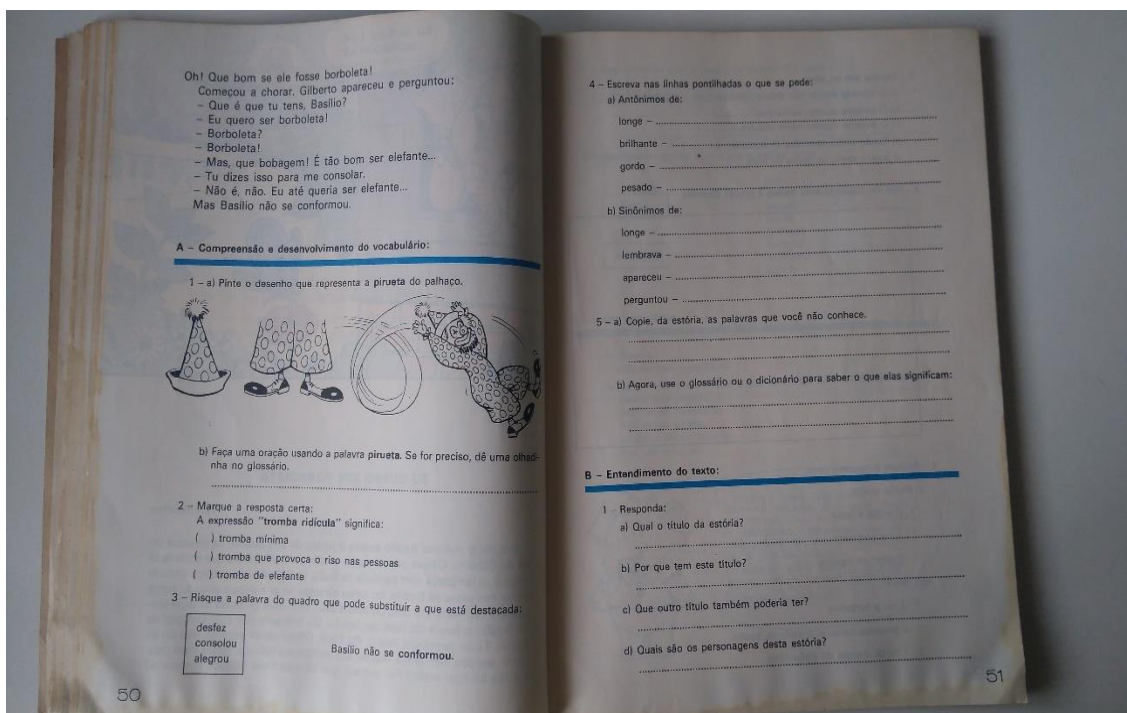 Oh! Que bom se ele fosse borboleta!
Começou a chorar. Gilberto apareceu e perguntou:
– Que é que tu tens, Basílio?
– Eu quero ser borboleta!
– Borboleta?
– Borboleta!
– Mas, que bobagem! É tão bom ser elefante...
– Tu dizes isso para me consolar.
– Não é, não. Eu até queria ser elefante...
Mas Basílio não se conformou.
A – Compreensão e desenvolvimento do vocabulário:
1 – a) Pinte o desenho que representa a pirueta do palhaço.
b) Faça uma oração usando a palavra pirueta. Se for preciso, dê uma olhadi-
nha no glossário.
2 – Marque a resposta certa:
A expressão "tromba ridícula" significa:
( ) tromba mínima
( ) tromba que provoca o riso nas pessoas
( ) tromba de elefante
3 – Risque a palavra do quadro que pode substituir a que está destacada:
desfez
consolou
alegrou
Basílio não se conformou.
50
4 – Escreva nas linhas pontilhadas o que se pede:
a) Antônimos de:
longe –
brilhante –
gordo –
pesado –
b) Sinônimos de:
longe –
lembrava –
apareceu –
perguntou –
5 – a) Copie, da estória, as palavras que você não conhece.
b) Agora, use o glossário ou o dicionário para saber o que elas significam:
B – Entendimento do texto:
1 – Responda:
a) Qual o título da estória?
b) Por que tem este título?
c) Que outro título também poderia ter?
d) Quais são os personagens desta estória?
51